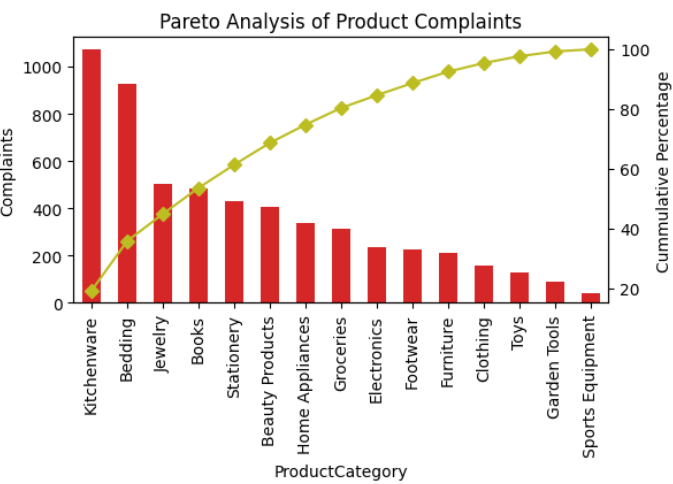 Pareto Analysis of Product Complaints
Complaints
1000
800
600
400
200
0
100
80
60
40
20
Cummulative Percentage
Kitchenware
Bedding
Jewelry
Books
Stationery
Beauty Products
Home Appliances
Groceries
Electronics
Footwear
Furniture
Clothing
Toys
Garden Tools
Sports Equipment
ProductCategory